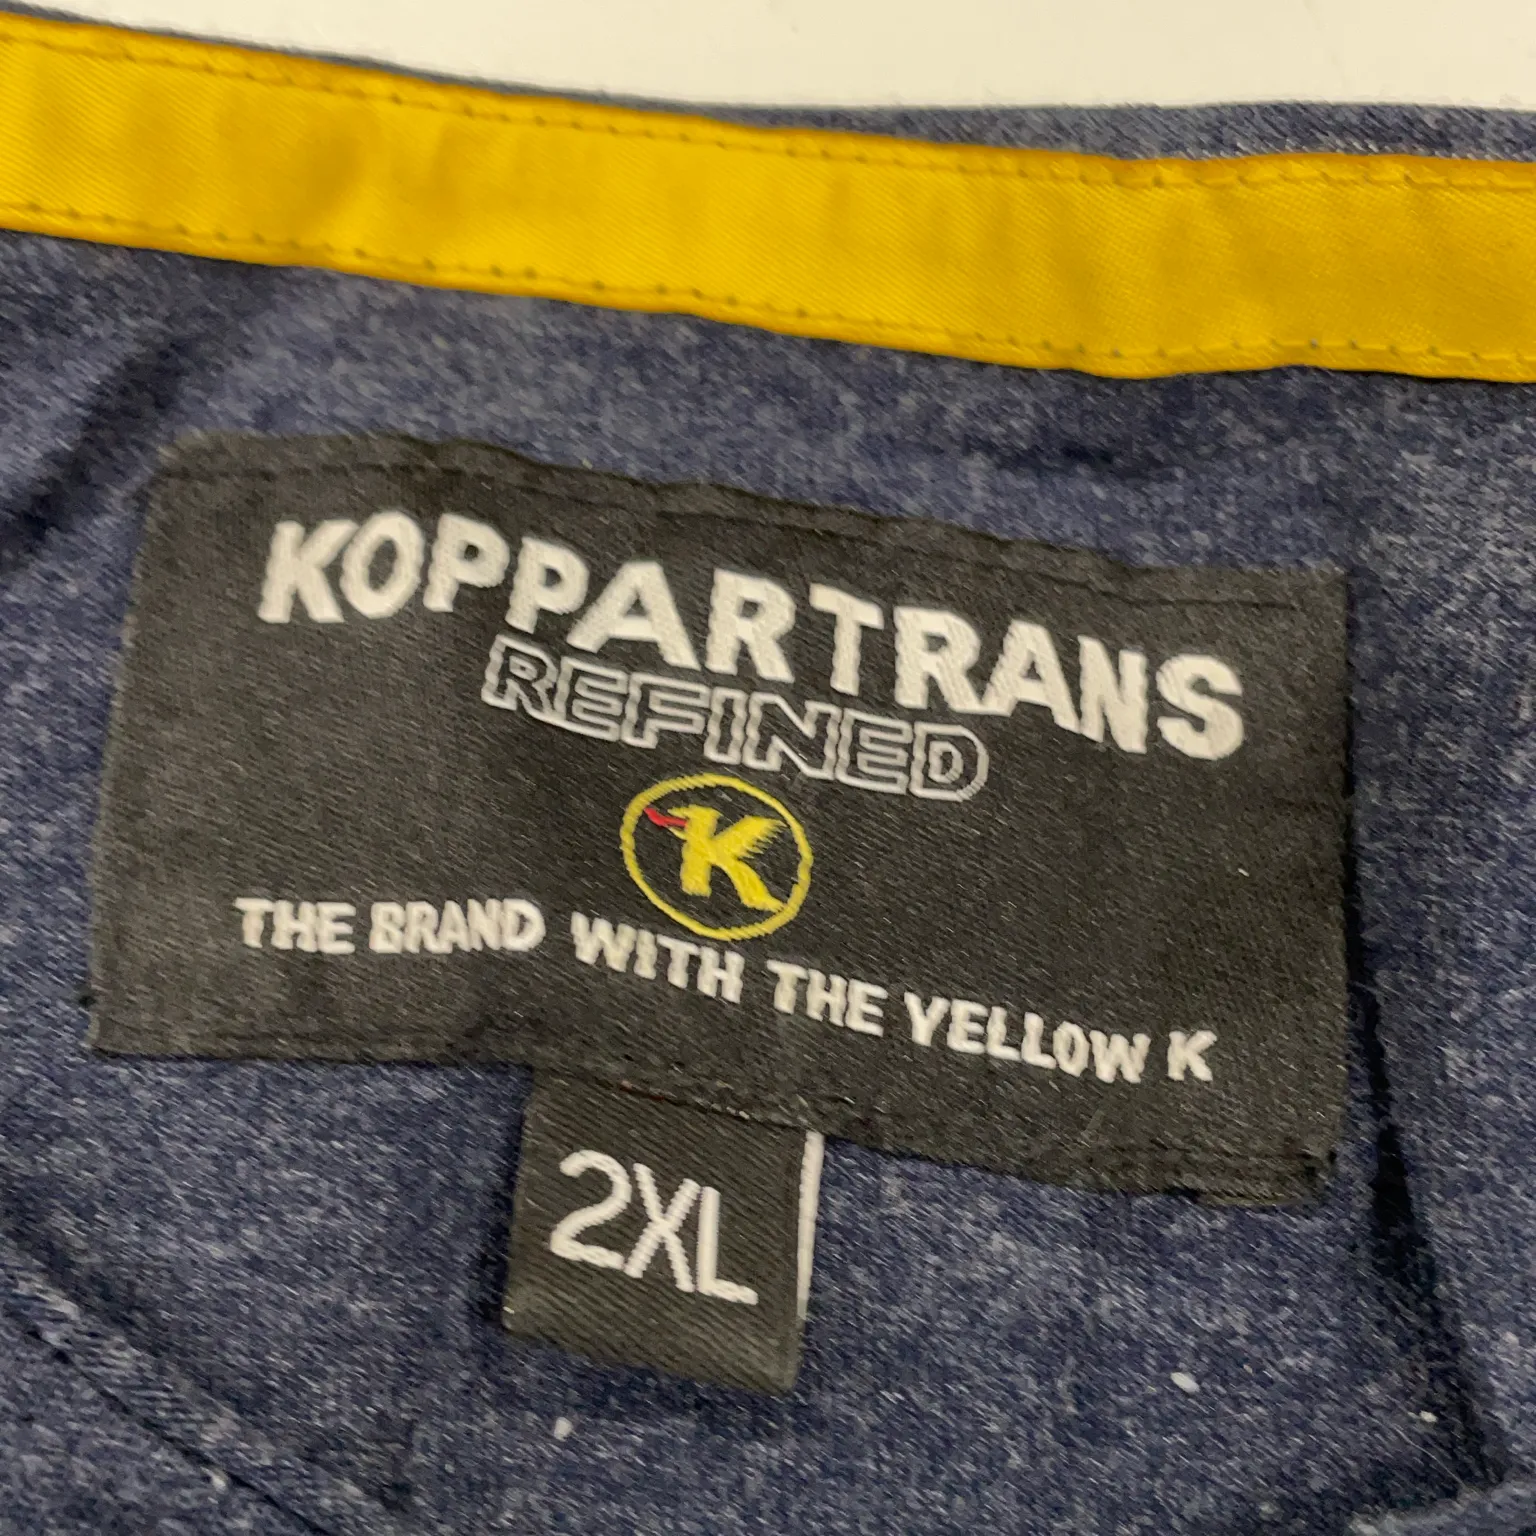 KOPPARTRANS
REFINED
K
THE BRAND WITH THE YELLOW K
2XL